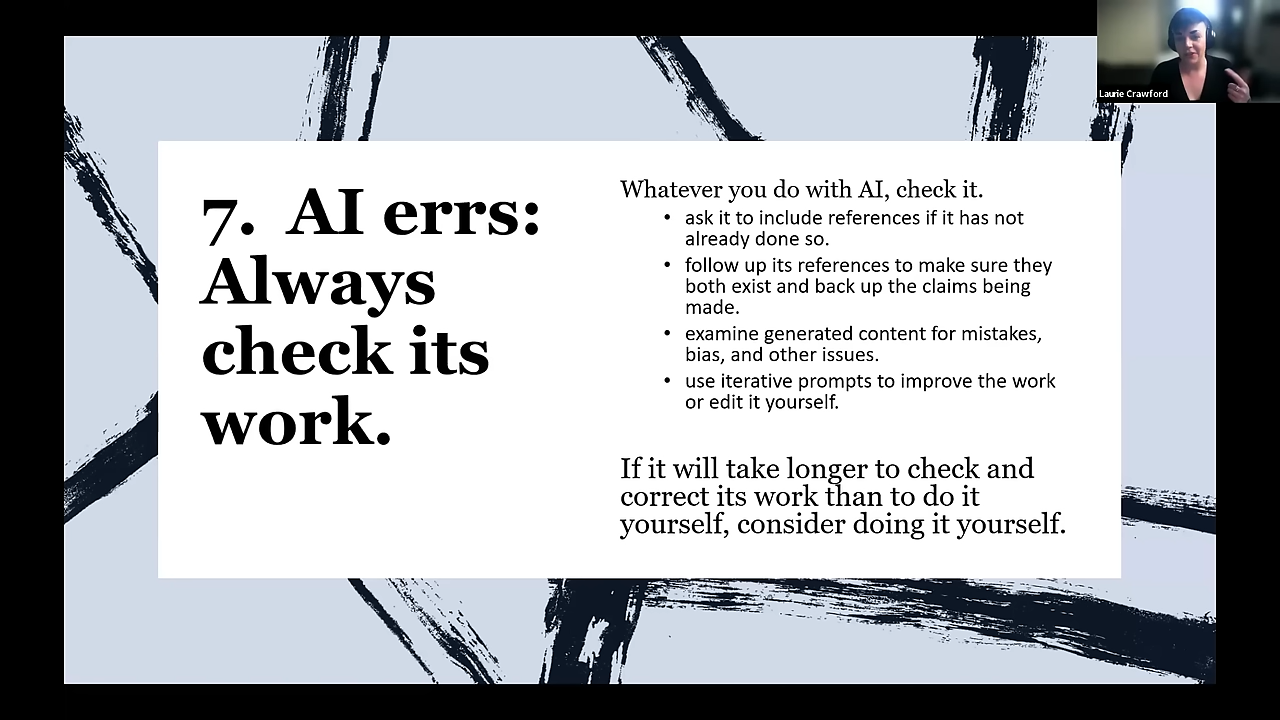 Laurie Crawford
7. AI errs:
Always
check its
work.
Whatever you do with AI, check it.
• ask it to include references if it has not
already done so.
• follow up its references to make sure they
both exist and back up the claims being
made.
• examine generated content for mistakes,
bias, and other issues.
• use iterative prompts to improve the work
or edit it yourself.
If it will take longer to check and
correct its work than to do it
yourself, consider doing it yourself.